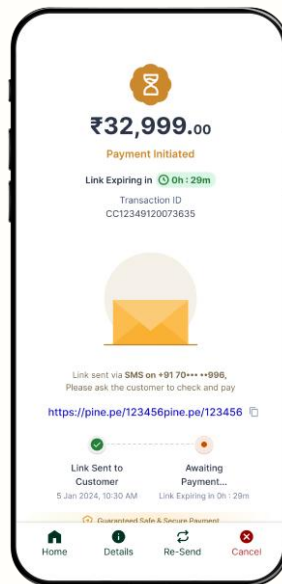 ₹32,999.00
Payment Initiated
Link Expiring in 0h : 29m
Transaction ID
CC12349120073635
Link sent via SMS on +91 70••• ••996,
Please ask the customer to check and pay
https://pine.pe/123456pine.pe/123456
Link Sent to Customer
5 Jan 2024, 10:30 AM
Awaiting Payment...
Link Expiring in 0h : 29m
Guaranteed Safe & Secure Payment
Home
Details
Re-Send
Cancel